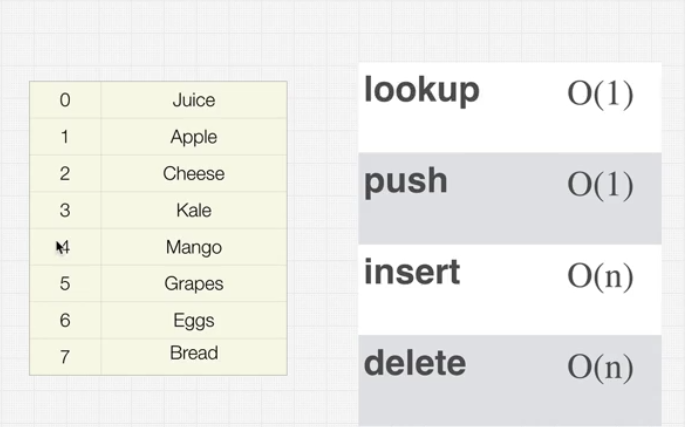 0 Juice
1 Apple
2 Cheese
3 Kale
4 Mango
5 Grapes
6 Eggs
7 Bread
lookup O(1)
push O(1)
insert O(n)
delete O(n)